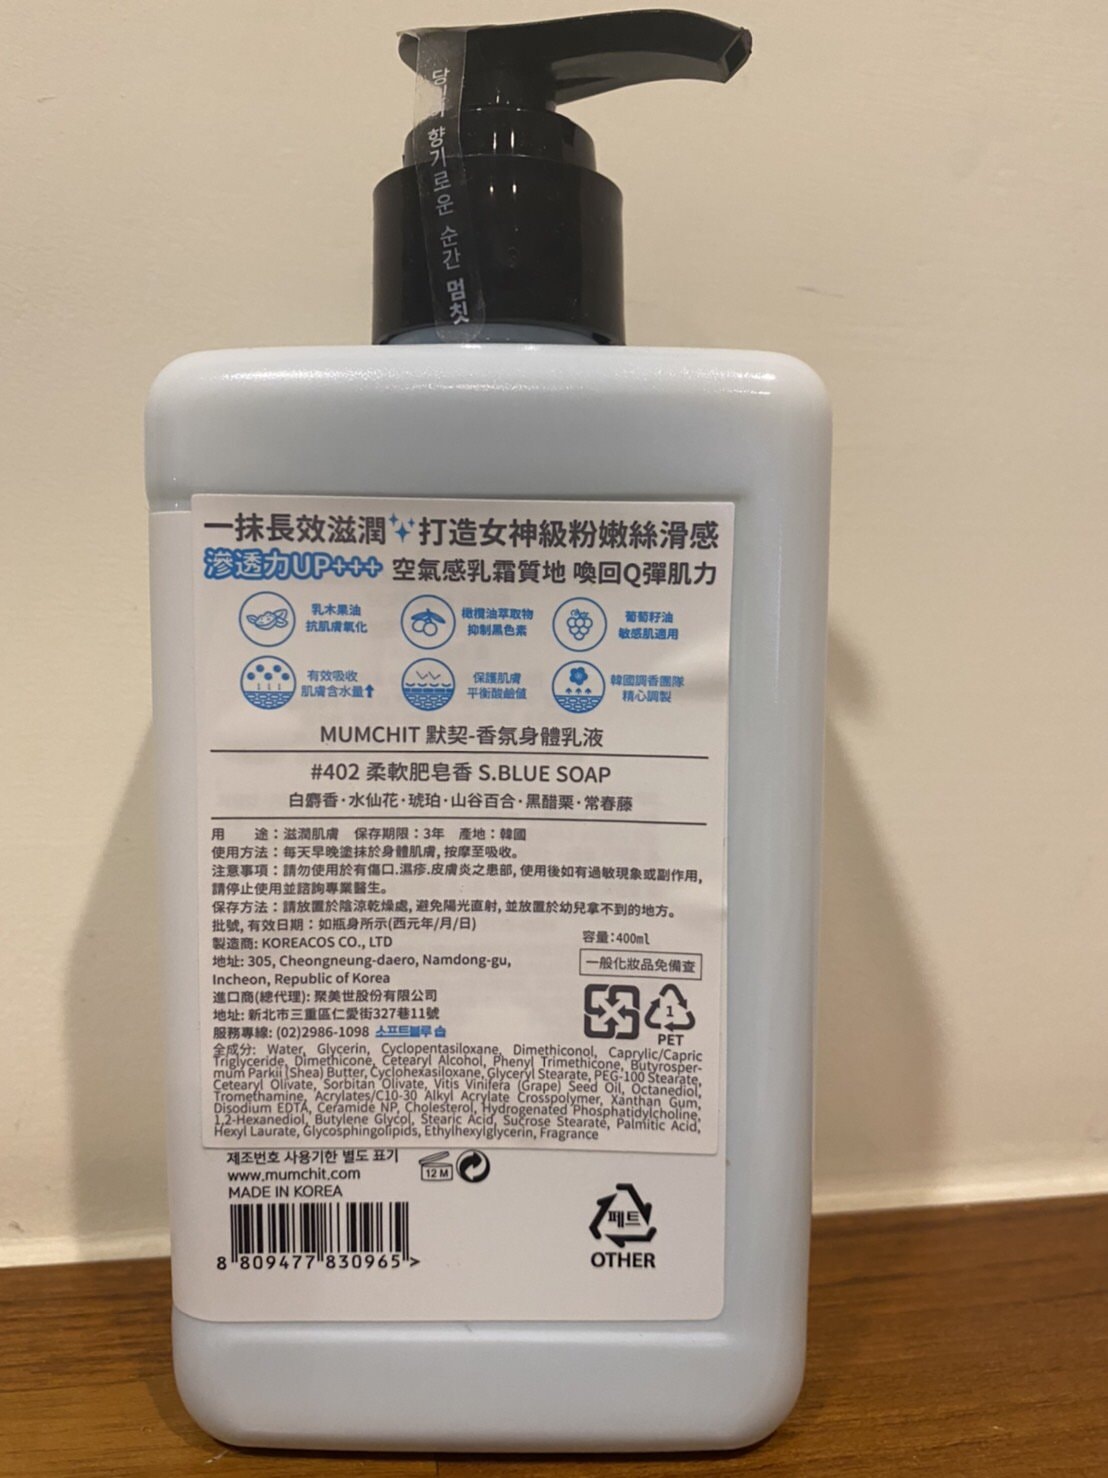 당신의 향기로운 순간 멈칫
一抹長效滋潤 打造女神級粉嫩絲滑感
滲透力UP+++ 空氣感乳霜質地 喚回Q彈肌力
乳木果油
抗肌膚氧化
橄欖油萃取物
抑制黑色素
葡萄籽油
敏感肌適用
有效吸收
肌膚含水量⬆
保護肌膚
平衡酸鹼值
韓國調香團隊
精心調製
MUMCHIT 默契-香氛身體乳液
#402 柔軟肥皂香 S.BLUE SOAP
白麝香·水仙花·琥珀·山谷百合·黑醋栗·常春藤
用 途：滋潤肌膚 保存期限：3年 產地：韓國
使用方法：每天早晚塗抹於身體肌膚,按摩至吸收。
注意事項：請勿使用於有傷口.濕疹.皮膚炎之患部,使用後如有過敏現象或副作用,
請停止使用並諮詢專業醫生。
保存方法：請放置於陰涼乾燥處,避免陽光直射,並放置於幼兒拿不到的地方。
批號,有效日期：如瓶身所示(西元年/月/日)
製造商: KOREACOS CO., LTD
地址: 305, Cheongneung-daero, Namdong-gu,
Incheon, Republic of Korea
進口商(總代理): 聚美世股份有限公司
地址: 新北市三重區仁愛街327巷11號
服務專線: (02)2986-1098 소프트블루 솝
容量:400ml
一般化妝品免備查
1
PET
全成分: Water, Glycerin, Cyclopentasiloxane, Dimethiconol, Caprylic/Capric
Triglyceride, Dimethicone, Cetearyl Alcohol, Phenyl Trimethicone, Butyrosper-
mum Parkii (Shea) Butter, Cyclohexasiloxane, Glyceryl Stearate, PEG-100 Stearate,
Cetearyl Olivate, Sorbitan Olivate, Vitis Vinifera (Grape) Seed Oil, Octanediol,
Tromethamine, Acrylates/C10-30 Alkyl Acrylate Crosspolymer, Xanthan Gum,
Disodium EDTA, Ceramide NP, Cholesterol, Hydrogenated Phosphatidylcholine,
1,2-Hexanediol, Butylene Glycol, Stearic Acid, Sucrose Stearate, Palmitic Acid,
Hexyl Laurate, Glycosphingolipids, Ethylhexylglycerin, Fragrance
제조번호 사용기한 별도 표기
www.mumchit.com
MADE IN KOREA
12 M
8 809477 830965 >
페트
OTHER